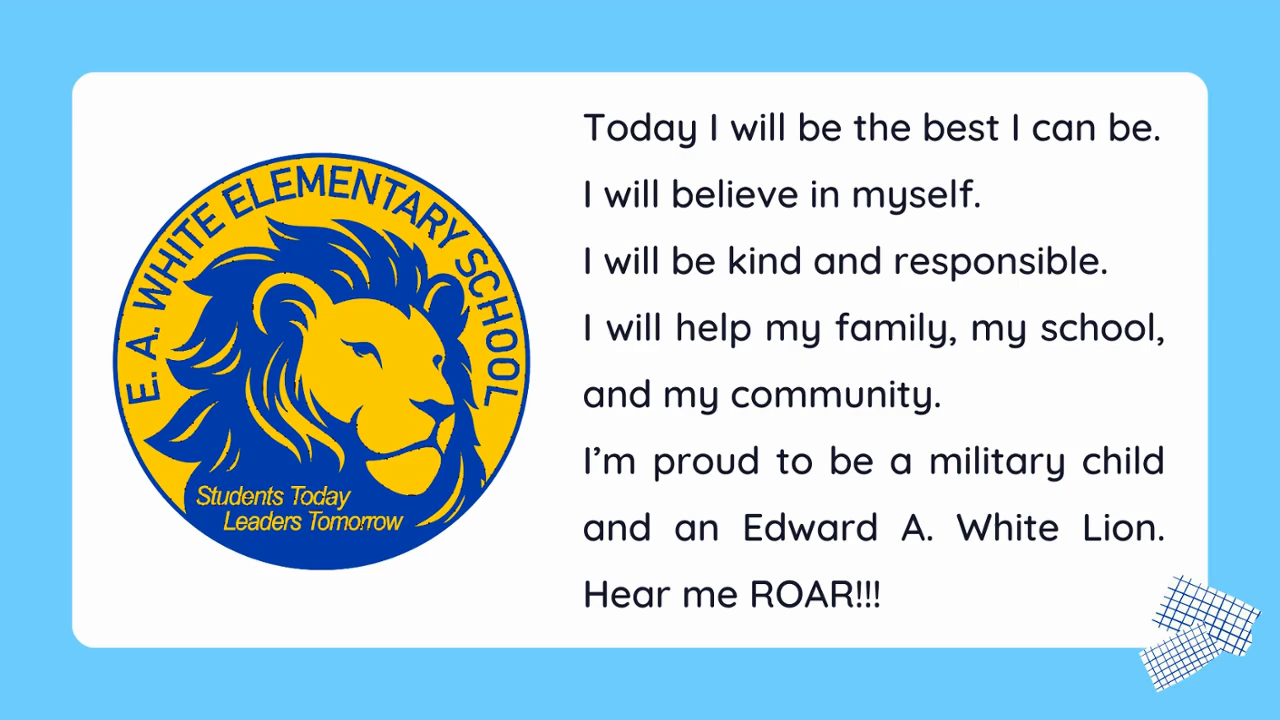 E. A. WHITE ELEMENTARY SCHOOL
Students Today
Leaders Tomorrow
Today I will be the best I can be.
I will believe in myself.
I will be kind and responsible.
I will help my family, my school,
and my community.
I’m proud to be a military child
and an Edward A. White Lion.
Hear me ROAR!!!